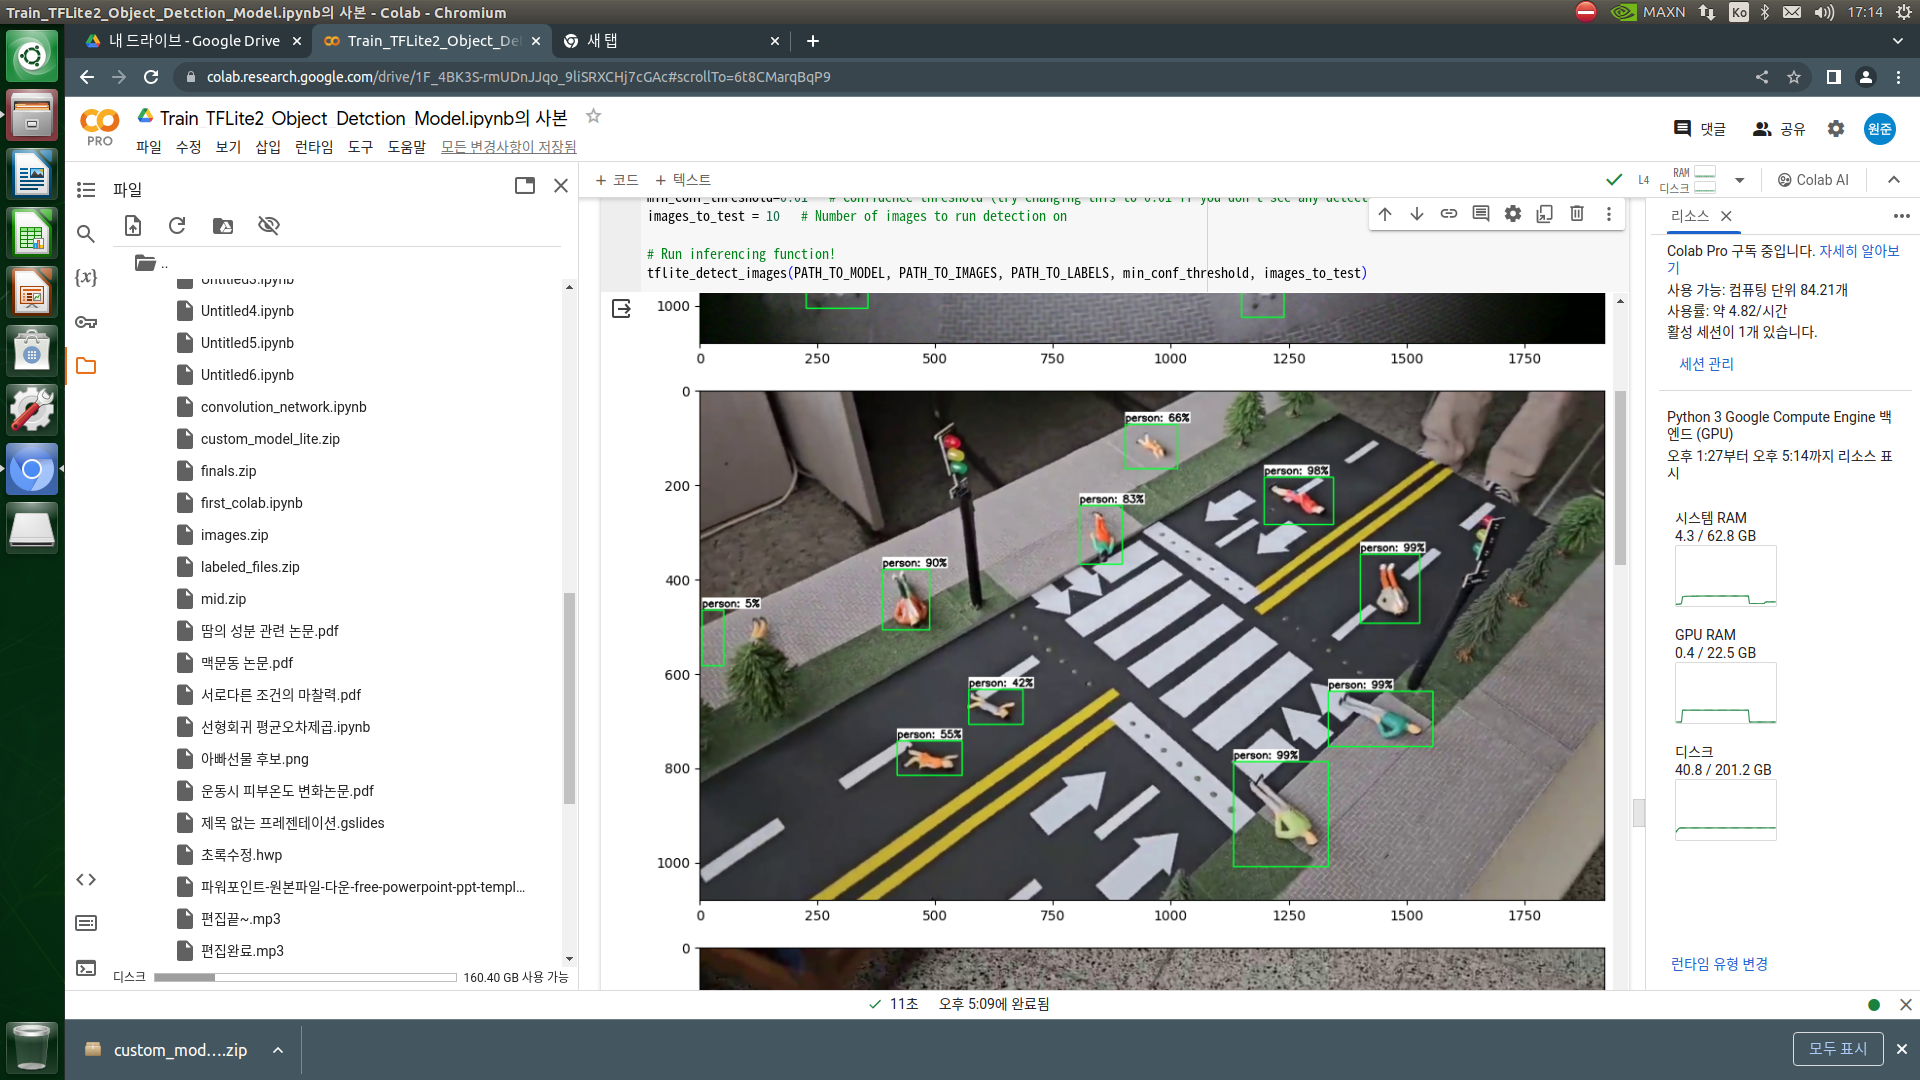 Train_TFLite2_Object_Detction_Model.ipynb의 사본 - Colab - Chromium
MAXN
Ko
17:14
내 드라이브 - Google Drive
Train_TFLite2_Object_De
새 탭
colab.research.google.com/drive/1F_4BK3S-rmUDnJJqo_9liSRXCHj7cGAc#scrollTo=6t8CMarqBqP9
PRO
Train_TFLite2_Object_Detction_Model.ipynb의 사본
파일 수정 보기 삽입 런타임 도구 도움말 모든 변경사항이 저장됨
댓글
공유
원준
파일
..
Untitled3.ipynb
Untitled4.ipynb
Untitled5.ipynb
Untitled6.ipynb
convolution_network.ipynb
custom_model_lite.zip
finals.zip
first_colab.ipynb
images.zip
labeled_files.zip
mid.zip
땀의 성분 관련 논문.pdf
맥문동 논문.pdf
서로다른 조건의 마찰력.pdf
선형회귀 평균오차제곱.ipynb
아빠선물 후보.png
운동시 피부온도 변화논문.pdf
제목 없는 프레젠테이션.gslides
초록수정.hwp
파워포인트-원본파일-다운-free-powerpoint-ppt-templ...
편집끝~.mp3
편집완료.mp3
디스크
160.40 GB 사용 가능
+ 코드 + 텍스트
L4
RAM
디스크
Colab AI
min_conf_threshold=0.01 # Confidence threshold (try changing this to 0.01 if you don't see any detect
images_to_test = 10 # Number of images to run detection on
# Run inferencing function!
tflite_detect_images(PATH_TO_MODEL, PATH_TO_IMAGES, PATH_TO_LABELS, min_conf_threshold, images_to_test)
1000
0 250 500 750 1000 1250 1500 1750
0
200
400
600
800
1000
person: 66%
person: 98%
person: 83%
person: 99%
person: 90%
person: 5%
person: 42%
person: 99%
person: 55%
person: 99%
0 250 500 750 1000 1250 1500 1750
0
리소스
Colab Pro 구독 중입니다. 자세히 알아보
기
사용 가능: 컴퓨팅 단위 84.21개
사용률: 약 4.82/시간
활성 세션이 1개 있습니다.
세션 관리
Python 3 Google Compute Engine 백
엔드 (GPU)
오후 1:27부터 오후 5:14까지 리소스 표
시
시스템 RAM
4.3 / 62.8 GB
GPU RAM
0.4 / 22.5 GB
디스크
40.8 / 201.2 GB
런타임 유형 변경
11초 오후 5:09에 완료됨
custom_mod....zip
모두 표시